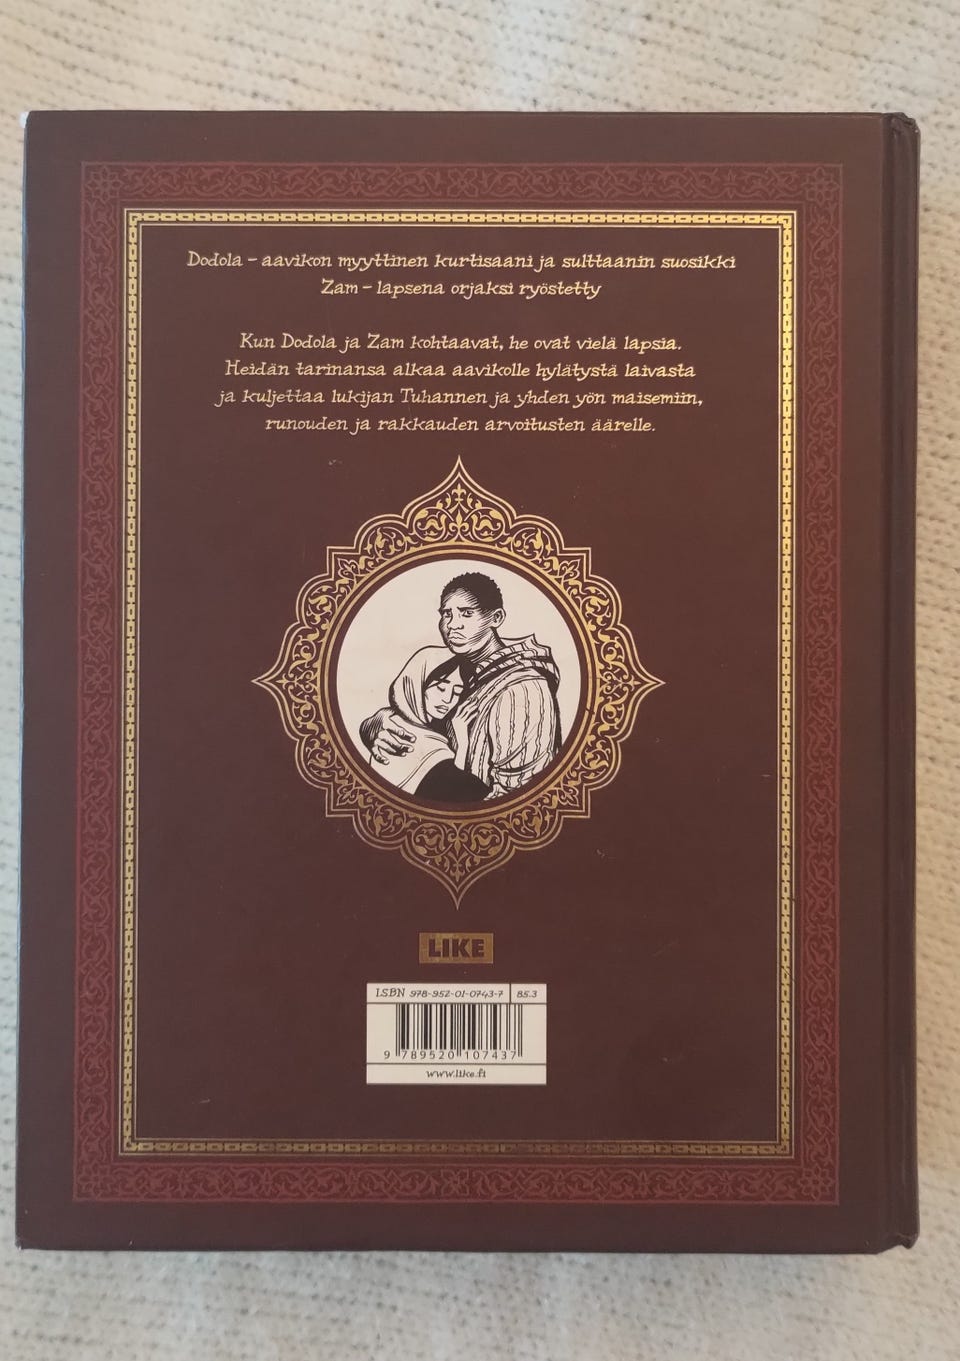 Dodola – aavikon myyttinen kurtisaani ja sulttaanin suosikki
Zam – lapsena orjaksi ryöstetty
Kun Dodola ja Zam kohtaavat, he ovat vielä lapsia.
Heidän tarinansa alkaa aavikolle hylätystä laivasta
ja kuljettaa lukijan Tuhannen ja yhden yön maisemiin,
runouden ja rakkauden arvoitusten äärelle.
LIKE
ISBN 978-952-01-0743-7 85.3
9 789520 107437
www.like.fi